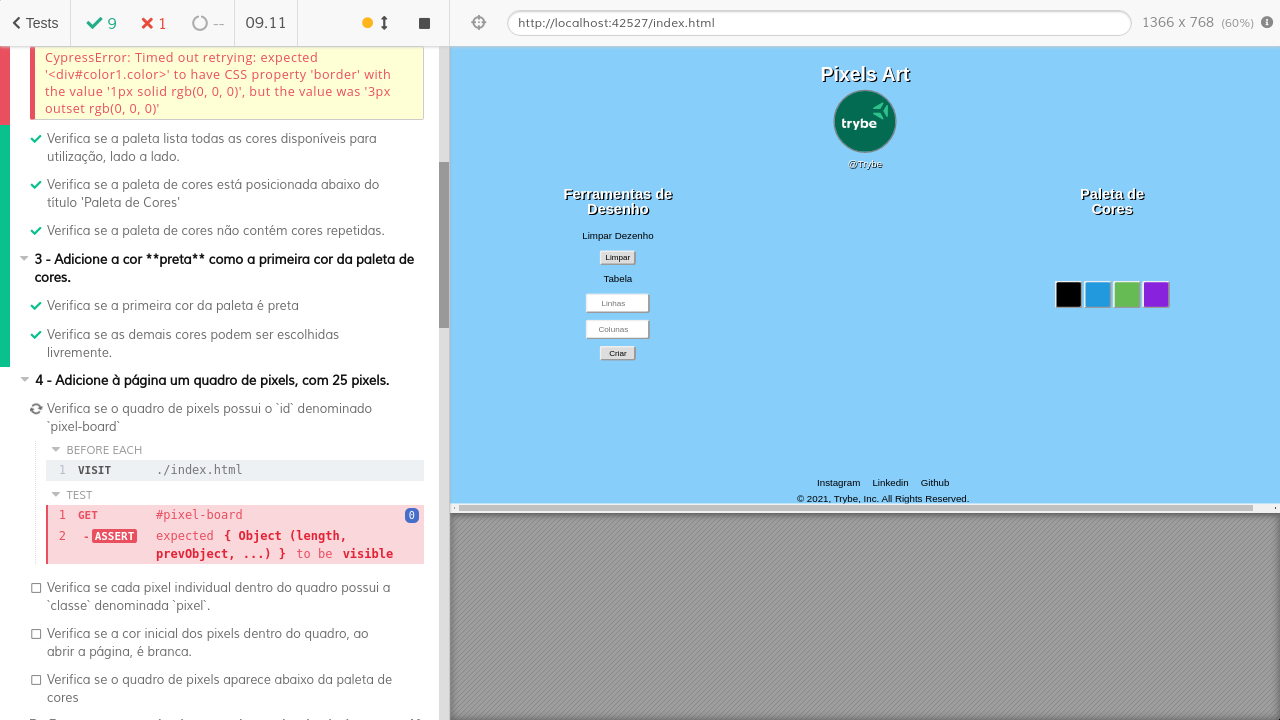 Tests
9
1
--
09.11
http://localhost:42527/index.html
1366 x 768 (60%)
CypressError: Timed out retrying: expected
'<div#color1.color>' to have CSS property 'border' with
the value '1px solid rgb(0, 0, 0)', but the value was '3px
outset rgb(0, 0, 0)'
Verifica se a paleta lista todas as cores disponíveis para
utilização, lado a lado.
Verifica se a paleta de cores está posicionada abaixo do
título 'Paleta de Cores'
Verifica se a paleta de cores não contém cores repetidas.
3 - Adicione a cor **preta** como a primeira cor da paleta de
cores.
Verifica se a primeira cor da paleta é preta
Verifica se as demais cores podem ser escolhidas
livremente.
4 - Adicione à página um quadro de pixels, com 25 pixels.
Verifica se o quadro de pixels possui o `id` denominado
`pixel-board`
BEFORE EACH
1 VISIT ./index.html
TEST
1 GET #pixel-board 0
2 -ASSERT expected { Object (length,
prevObject, ...) } to be visible
Verifica se cada pixel individual dentro do quadro possui a
`classe` denominada `pixel`.
Verifica se a cor inicial dos pixels dentro do quadro, ao
abrir a página, é branca.
Verifica se o quadro de pixels aparece abaixo da paleta de
cores
Pixels Art
trybe
@Trybe
Ferramentas de
Desenho
Limpar Dezenho
Limpar
Tabela
Linhas
Colunas
Criar
Paleta de
Cores
Instagram Linkedin Github
© 2021, Trybe, Inc. All Rights Reserved.